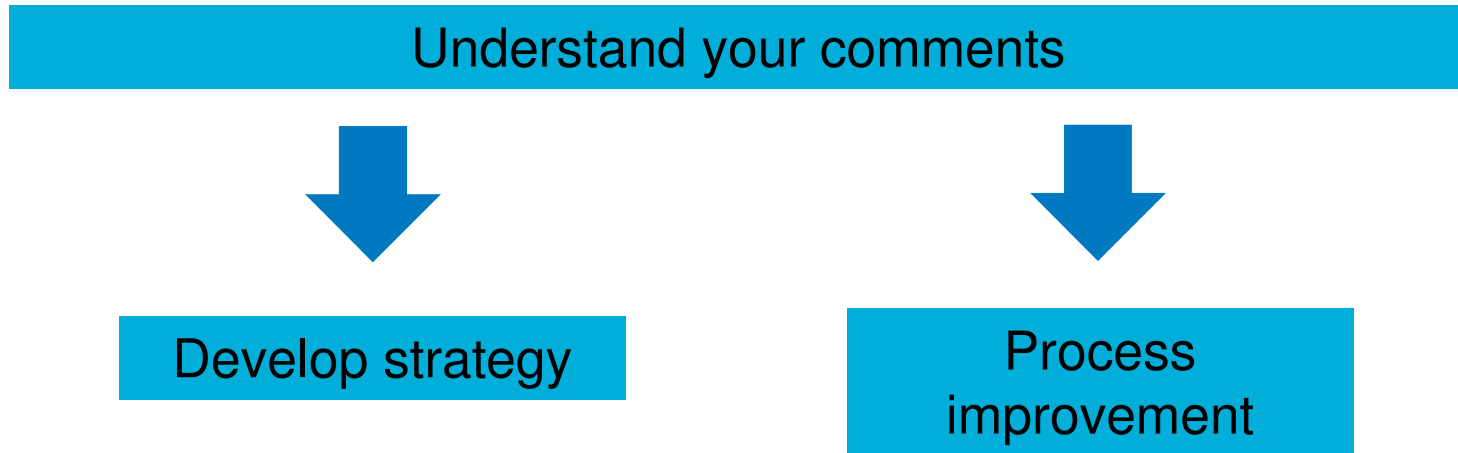 Understand your comments
Develop strategy
Process
improvement